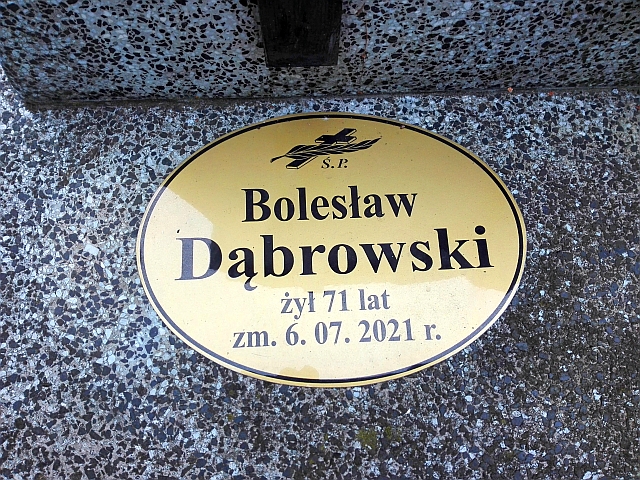 Ś.P.
Bolesław
Dąbrowski
żył 71 lat
zm. 6. 07. 2021 r.